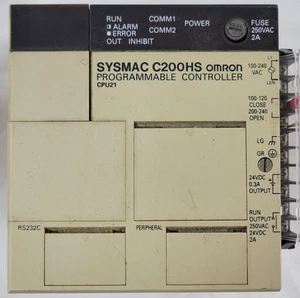 RUN COMM1 POWER FUSE
ALARM 250VAC
ERROR COMM2 2A
OUT INHIBIT
SYSMAC C200HS omron
PROGRAMMABLE CONTROLLER
CPU21
100-240
VAC
100-120
CLOSE
200-240
OPEN
LG
GR
24VDC
0.3A
OUTPUT
RUN
OUTPUT
250VAC
24VDC
2A
RS232C PERIPHERAL